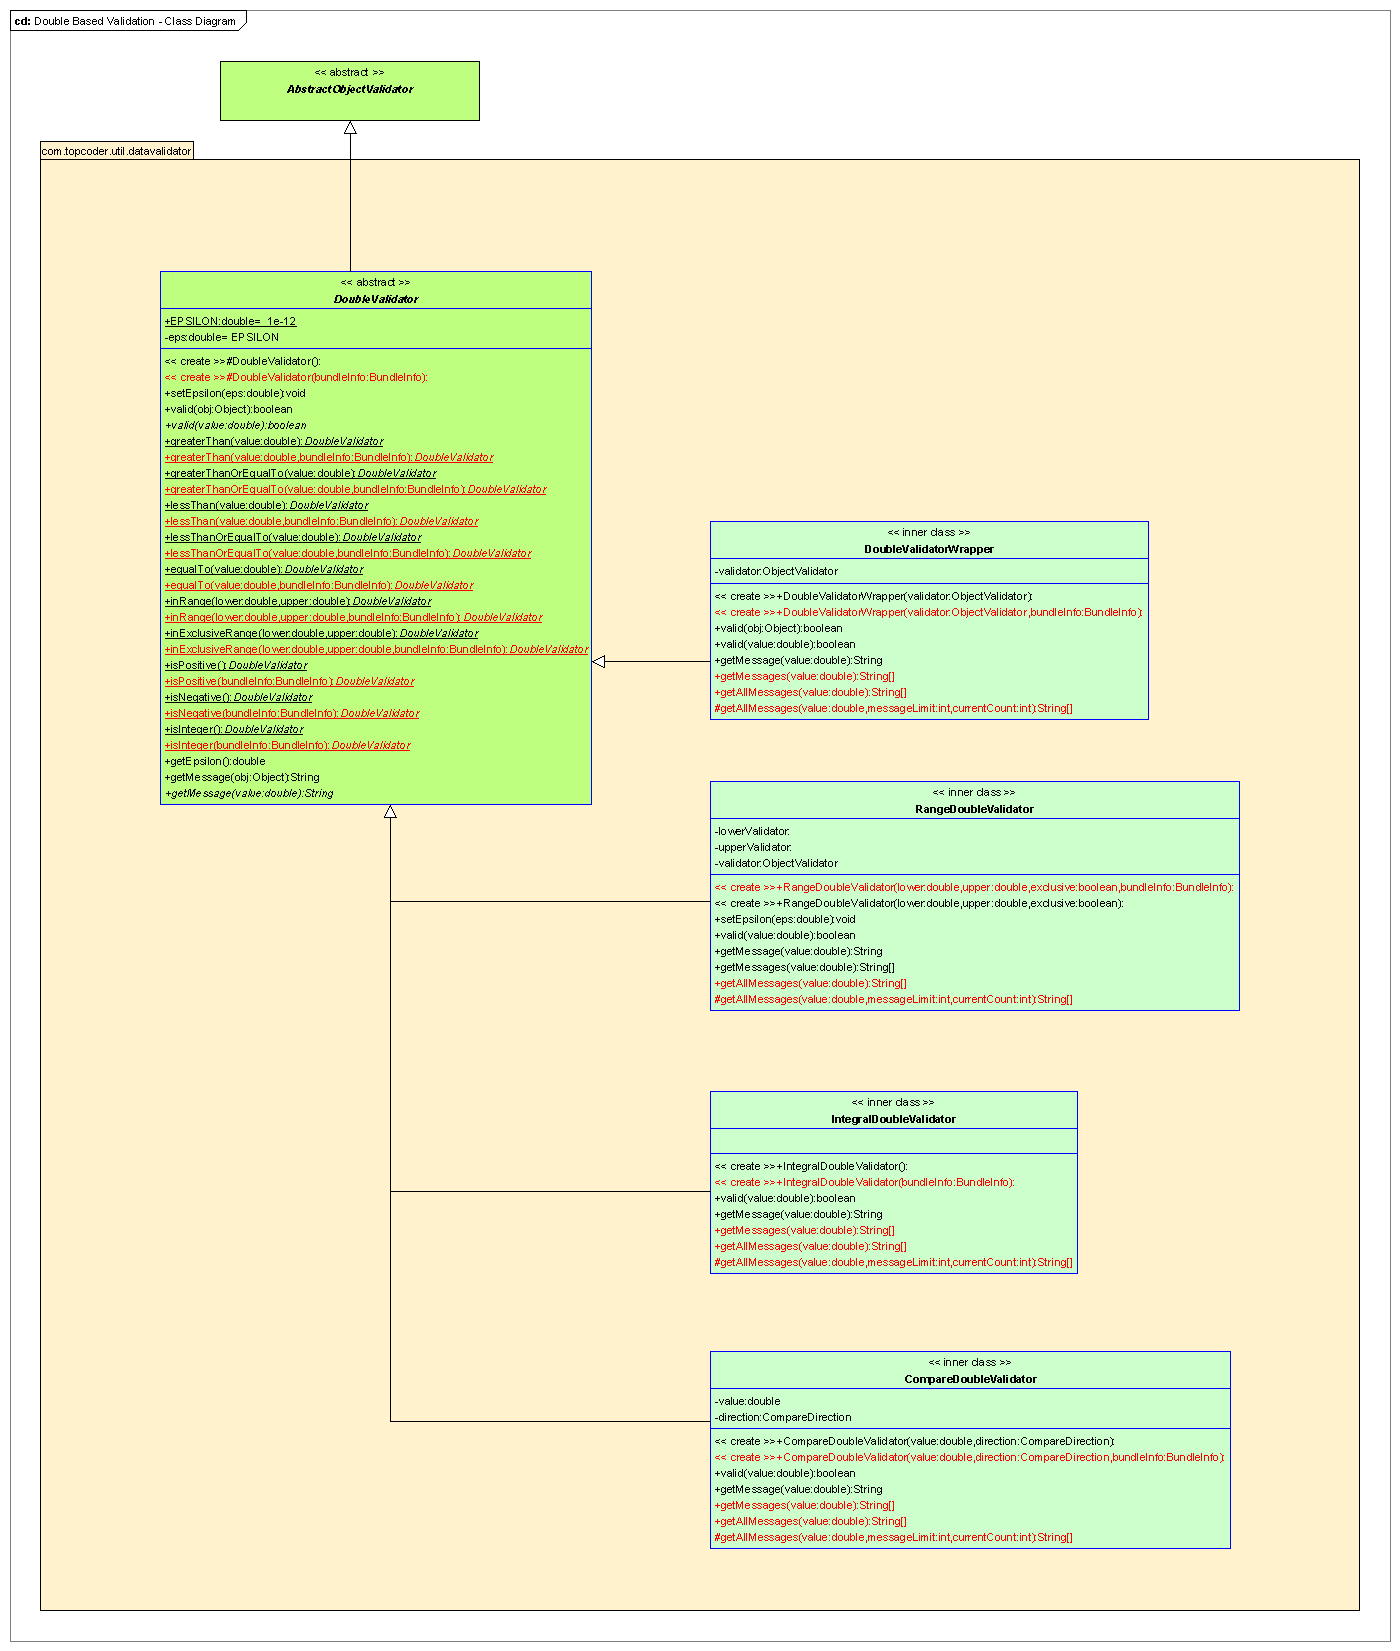 cd: Double Based Validation - Class Diagram
<< abstract >>
AbstractObjectValidator
com.topcoder.util.datavalidator
<< abstract >>
DoubleValidator
+EPSILON:double= 1e-12
-eps:double= EPSILON
<< create >>#DoubleValidator():
<< create >>#DoubleValidator(bundleInfo:BundleInfo):
+setEpsilon(eps:double):void
+valid(obj:Object):boolean
+valid(value:double):boolean
+greaterThan(value:double):DoubleValidator
+greaterThan(value:double,bundleInfo:BundleInfo):DoubleValidator
+greaterThanOrEqualTo(value:double):DoubleValidator
+greaterThanOrEqualTo(value:double,bundleInfo:BundleInfo):DoubleValidator
+lessThan(value:double):DoubleValidator
+lessThan(value:double,bundleInfo:BundleInfo):DoubleValidator
+lessThanOrEqualTo(value:double):DoubleValidator
+lessThanOrEqualTo(value:double,bundleInfo:BundleInfo):DoubleValidator
+equalTo(value:double):DoubleValidator
+equalTo(value:double,bundleInfo:BundleInfo):DoubleValidator
+inRange(lower:double,upper:double):DoubleValidator
+inRange(lower:double,upper:double,bundleInfo:BundleInfo):DoubleValidator
+inExclusiveRange(lower:double,upper:double):DoubleValidator
+inExclusiveRange(lower:double,upper:double,bundleInfo:BundleInfo):DoubleValidator
+isPositive():DoubleValidator
+isPositive(bundleInfo:BundleInfo):DoubleValidator
+isNegative():DoubleValidator
+isNegative(bundleInfo:BundleInfo):DoubleValidator
+isInteger():DoubleValidator
+isInteger(bundleInfo:BundleInfo):DoubleValidator
+getEpsilon():double
+getMessage(obj:Object):String
+getMessage(value:double):String
<< inner class >>
DoubleValidatorWrapper
-validator:ObjectValidator
<< create >>+DoubleValidatorWrapper(validator:ObjectValidator):
<< create >>+DoubleValidatorWrapper(validator:ObjectValidator,bundleInfo:BundleInfo):
+valid(obj:Object):boolean
+valid(value:double):boolean
+getMessage(value:double):String
+getMessages(value:double):String[]
+getAllMessages(value:double):String[]
#getAllMessages(value:double,messageLimit:int,currentCount:int):String[]
<< inner class >>
RangeDoubleValidator
-lowerValidator:
-upperValidator:
-validator:ObjectValidator
<< create >>+RangeDoubleValidator(lower:double,upper:double,exclusive:boolean,bundleInfo:BundleInfo):
<< create >>+RangeDoubleValidator(lower:double,upper:double,exclusive:boolean):
+setEpsilon(eps:double):void
+valid(value:double):boolean
+getMessage(value:double):String
+getMessages(value:double):String[]
+getAllMessages(value:double):String[]
#getAllMessages(value:double,messageLimit:int,currentCount:int):String[]
<< inner class >>
IntegralDoubleValidator
<< create >>+IntegralDoubleValidator():
<< create >>+IntegralDoubleValidator(bundleInfo:BundleInfo):
+valid(value:double):boolean
+getMessage(value:double):String
+getMessages(value:double):String[]
+getAllMessages(value:double):String[]
#getAllMessages(value:double,messageLimit:int,currentCount:int):String[]
<< inner class >>
CompareDoubleValidator
-value:double
-direction:CompareDirection
<< create >>+CompareDoubleValidator(value:double,direction:CompareDirection):
<< create >>+CompareDoubleValidator(value:double,direction:CompareDirection,bundleInfo:BundleInfo):
+valid(value:double):boolean
+getMessage(value:double):String
+getMessages(value:double):String[]
+getAllMessages(value:double):String[]
#getAllMessages(value:double,messageLimit:int,currentCount:int):String[]